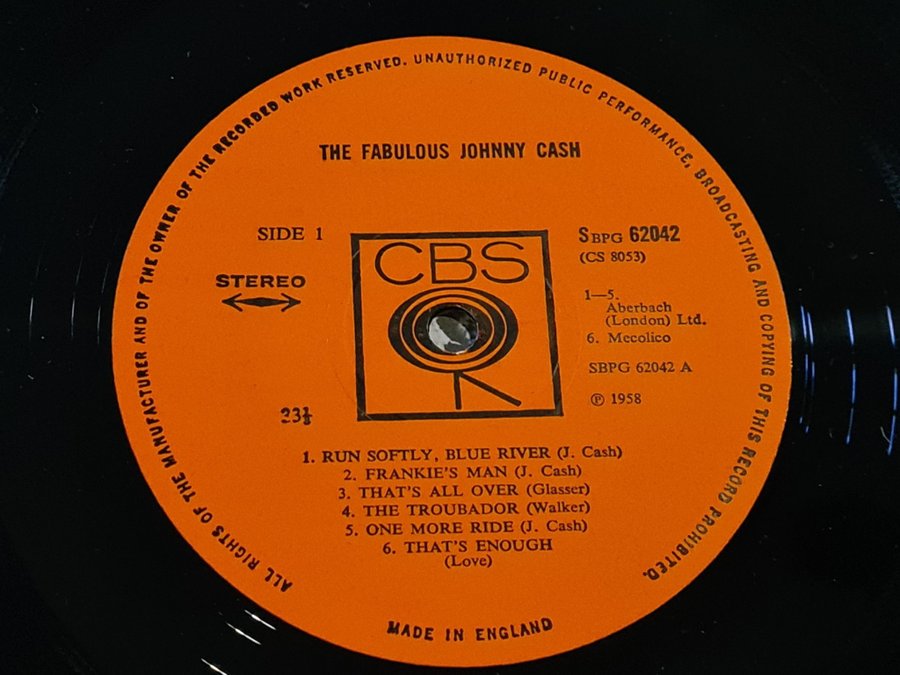 ALL RIGHTS OF THE MANUFACTURER AND OF THE OWNER OF THE RECORDED WORK RESERVED. UNAUTHORIZED PUBLIC PERFORMANCE, BROADCASTING AND COPYING OF THIS RECORD PROHIBITED.
THE FABULOUS JOHNNY CASH
SIDE 1
STEREO
CBS
SBPG 62042
(CS 8053)
1—5.
Aberbach
(London) Ltd.
6. Mecolico
SBPG 62042 A
℗ 1958
33⅓
1. RUN SOFTLY, BLUE RIVER (J. Cash)
2. FRANKIE'S MAN (J. Cash)
3. THAT'S ALL OVER (Glasser)
4. THE TROUBADOR (Walker)
5. ONE MORE RIDE (J. Cash)
6. THAT'S ENOUGH
(Love)
MADE IN ENGLAND